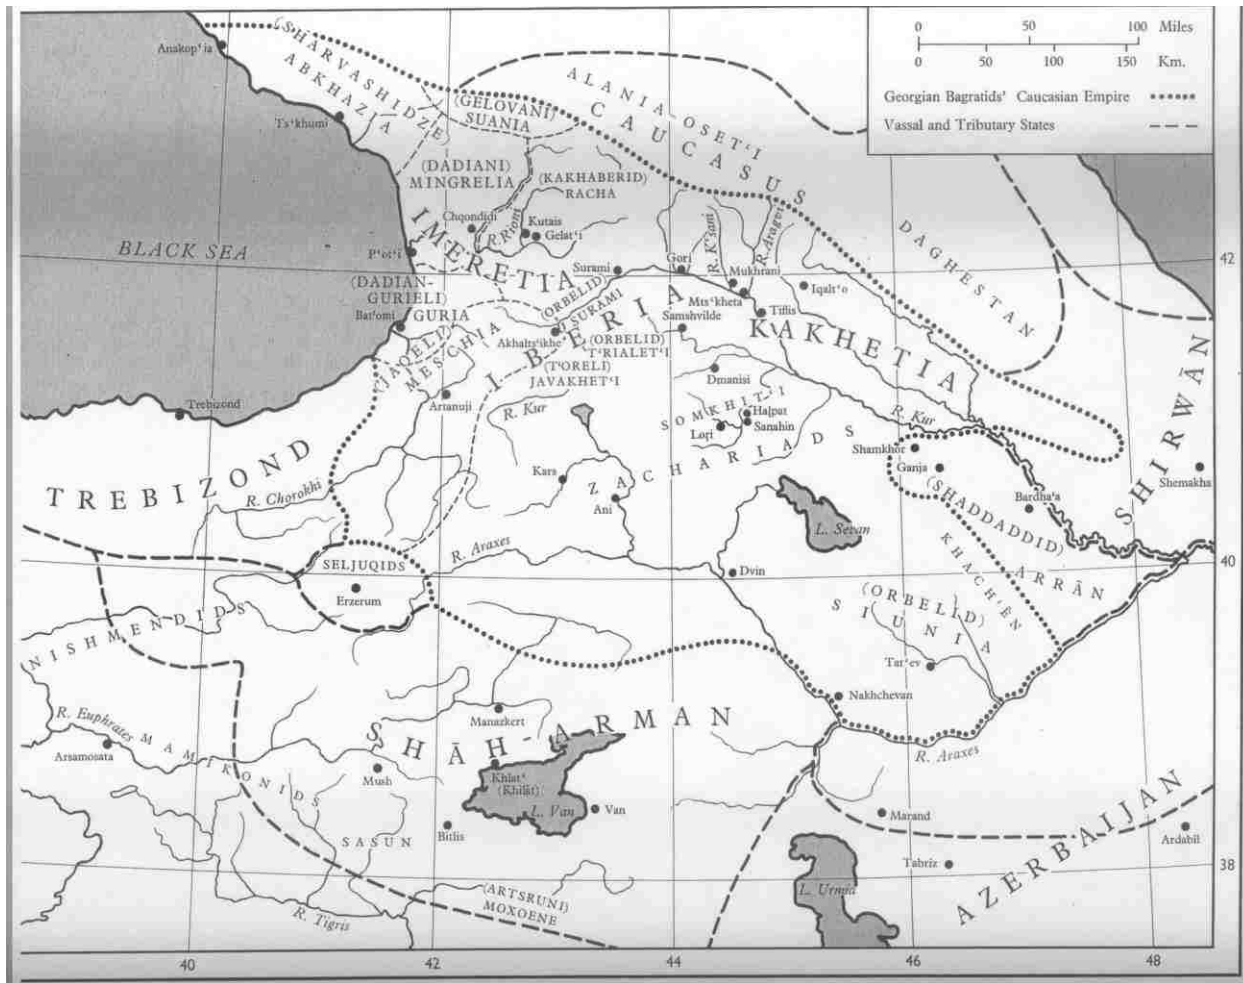 0 50 100 Miles
0 50 100 150 Km.
Georgian Bagratids' Caucasian Empire
Vassal and Tributary States
Anakop'ia
(SHARVASHIDZE)
ABKHAZIA
Ts'khumi
(GELOVANI)
SUANIA
ALANIA-OSET'I
CAUCASUS
(DADIANI)
MINGRELIA
(KAKHABERID)
RACHA
Chqondidi
R. Rioni
Kutais
Gelat'i
IMERETIA
BLACK SEA
P'ot'i
R. K'sani
R. Aragvi
DAGHESTAN
42
Surami
Gori
Mukhrani
Iqalt'o
(DADIAN-
GURIELI)
GURIA
Bat'omi
(ORBELID)
SURAMI
Mts'kheta
Tiflis
Samshvilde
KAKHETIA
IBERIA
(JAQELI)
MESCHIA
Akhalts'ikhe
(ORBELID)
T'RIALET'I
(T'ORELI)
JAVAKHET'I
Dmanisi
SHIRWĀN
Trebizond
Artanuji
R. Kur
SOMKHIT'I
Halpat
Sanahin
Lori
R. Kur
Shamkhor
Ganja
Shemakha
TREBIZOND
R. Chorokhi
Kars
Ani
ZACHARIADS
L. Sevan
(SHADDADID)
ARRĀN
Bardha'a
KHACH'ĒN
40
SELJUQIDS
Erzerum
R. Araxes
Dvin
(ORBELID)
SIUNIA
Tat'ev
NISHMENDIDS
Nakhchevan
R. Araxes
R. Euphrates
MAMIKONIDS
Arsamosata
Manazkert
SHĀH-ARMAN
Mush
Khlat'
(Khilāt)
L. Van
Van
Bitlis
SASUN
Marand
Ardabil
Tabriz
38
L. Urmia
AZERBAIJAN
(ARTSRUNI)
MOXOENE
R. Tigris
40 42 44 46 48